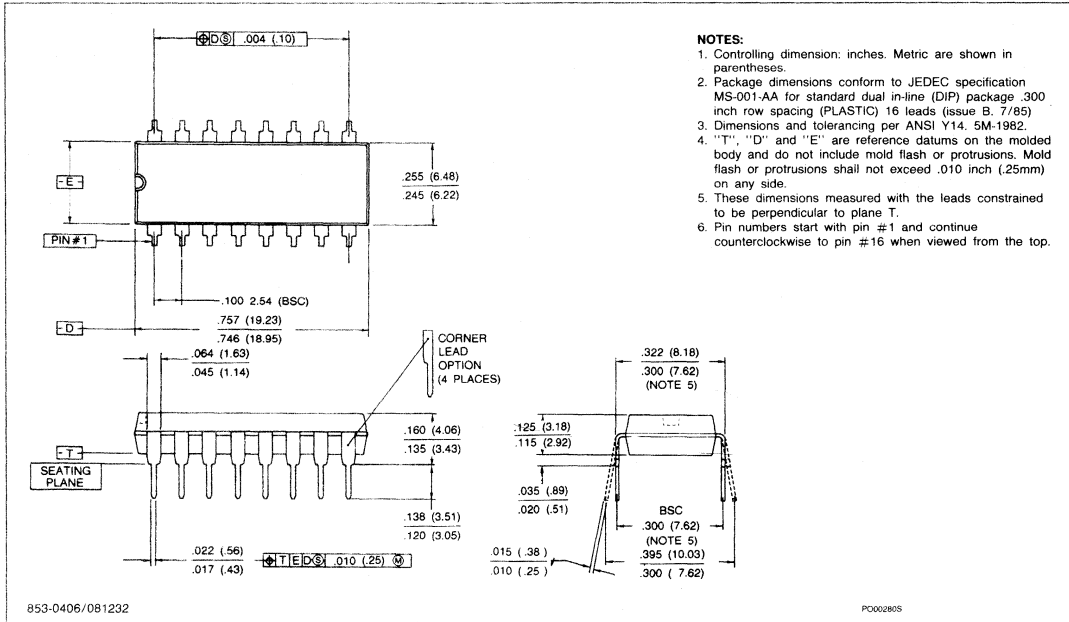 ⌖ D Ⓢ .004 (.10)
- E -
PIN #1
.255 (6.48)
.245 (6.22)
.100 2.54 (BSC)
- D -
.757 (19.23)
.746 (18.95)
.064 (1.63)
.045 (1.14)
CORNER
LEAD
OPTION
(4 PLACES)
.160 (4.06)
.135 (3.43)
- T -
SEATING
PLANE
.138 (3.51)
.120 (3.05)
.022 (.56)
.017 (.43)
⌖ T E D Ⓢ .010 (.25) Ⓜ
.322 (8.18)
.300 (7.62)
(NOTE 5)
.125 (3.18)
.115 (2.92)
.035 (.89)
.020 (.51)
BSC
.300 (7.62)
(NOTE 5)
.395 (10.03)
.300 ( 7.62)
.015 ( .38 )
.010 ( .25 )
NOTES:
1. Controlling dimension: inches. Metric are shown in
parentheses.
2. Package dimensions conform to JEDEC specification
MS-001-AA for standard dual in-line (DIP) package .300
inch row spacing (PLASTIC) 16 leads (issue B. 7/85)
3. Dimensions and tolerancing per ANSI Y14. 5M-1982.
4. "T", "D" and "E" are reference datums on the molded
body and do not include mold flash or protrusions. Mold
flash or protrusions shall not exceed .010 inch (.25mm)
on any side.
5. These dimensions measured with the leads constrained
to be perpendicular to plane T.
6. Pin numbers start with pin #1 and continue
counterclockwise to pin #16 when viewed from the top.
853-0406/081232
PO00280S